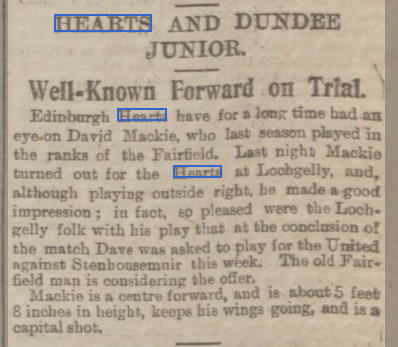 HEARTS AND DUNDEE
JUNIOR.
Well-Known Forward on Trial.
Edinburgh Hearts have for a long time had an
eye on David Mackie, who last season played in
the ranks of the Fairfield. Last night Mackie
turned out for the Hearts at Lochgelly, and,
although playing outside right, he made a good
impression; in fact, so pleased were the Loch-
gelly folk with his play that at the conclusion of
the match Dave was asked to play for the United
against Stenhousemuir this week. The old Fair-
field man is considering the offer.
Mackie is a centre forward, and is about 5 feet
8 inches in height, keeps his wings going, and is a
capital shot.